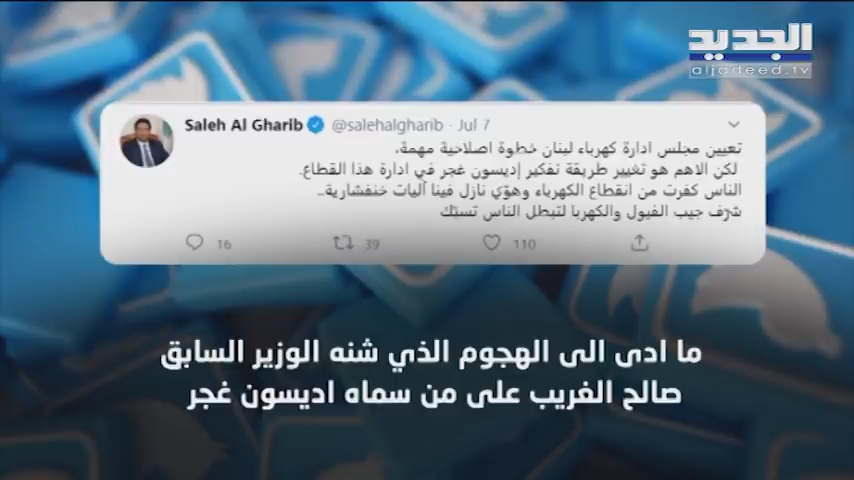 الجديد
aljadeed.tv
Saleh Al Gharib @salehalgharib · Jul 7
تعيين مجلس ادارة كهرباء لبنان خطوة اصلاحية مهمة،
لكن الاهم هو تغيير طريقة تفكير إديسون غجر في ادارة هذا القطاع.
الناس كفرت من انقطاع الكهرباء وهوّي نازل فينا آليات خنفشارية..
شرّف جيب الفيول والكهربا لتبطل الناس تسبّك
16 39 110
ما ادى الى الهجوم الذي شنه الوزير السابق
صالح الغريب على من سماه اديسون غجر